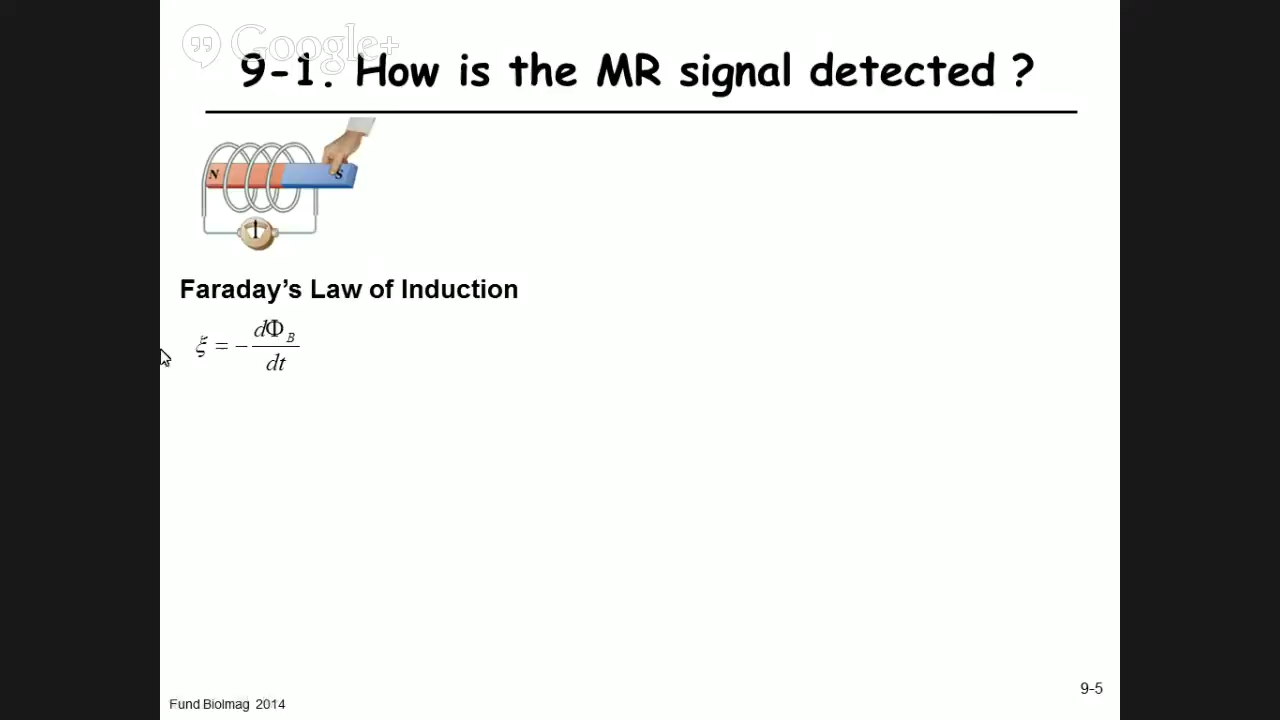 Google+
9-1. How is the MR signal detected ?
N
S
Faraday's Law of Induction
ξ = - dΦ_B / dt
9-5
Fund BioImag 2014